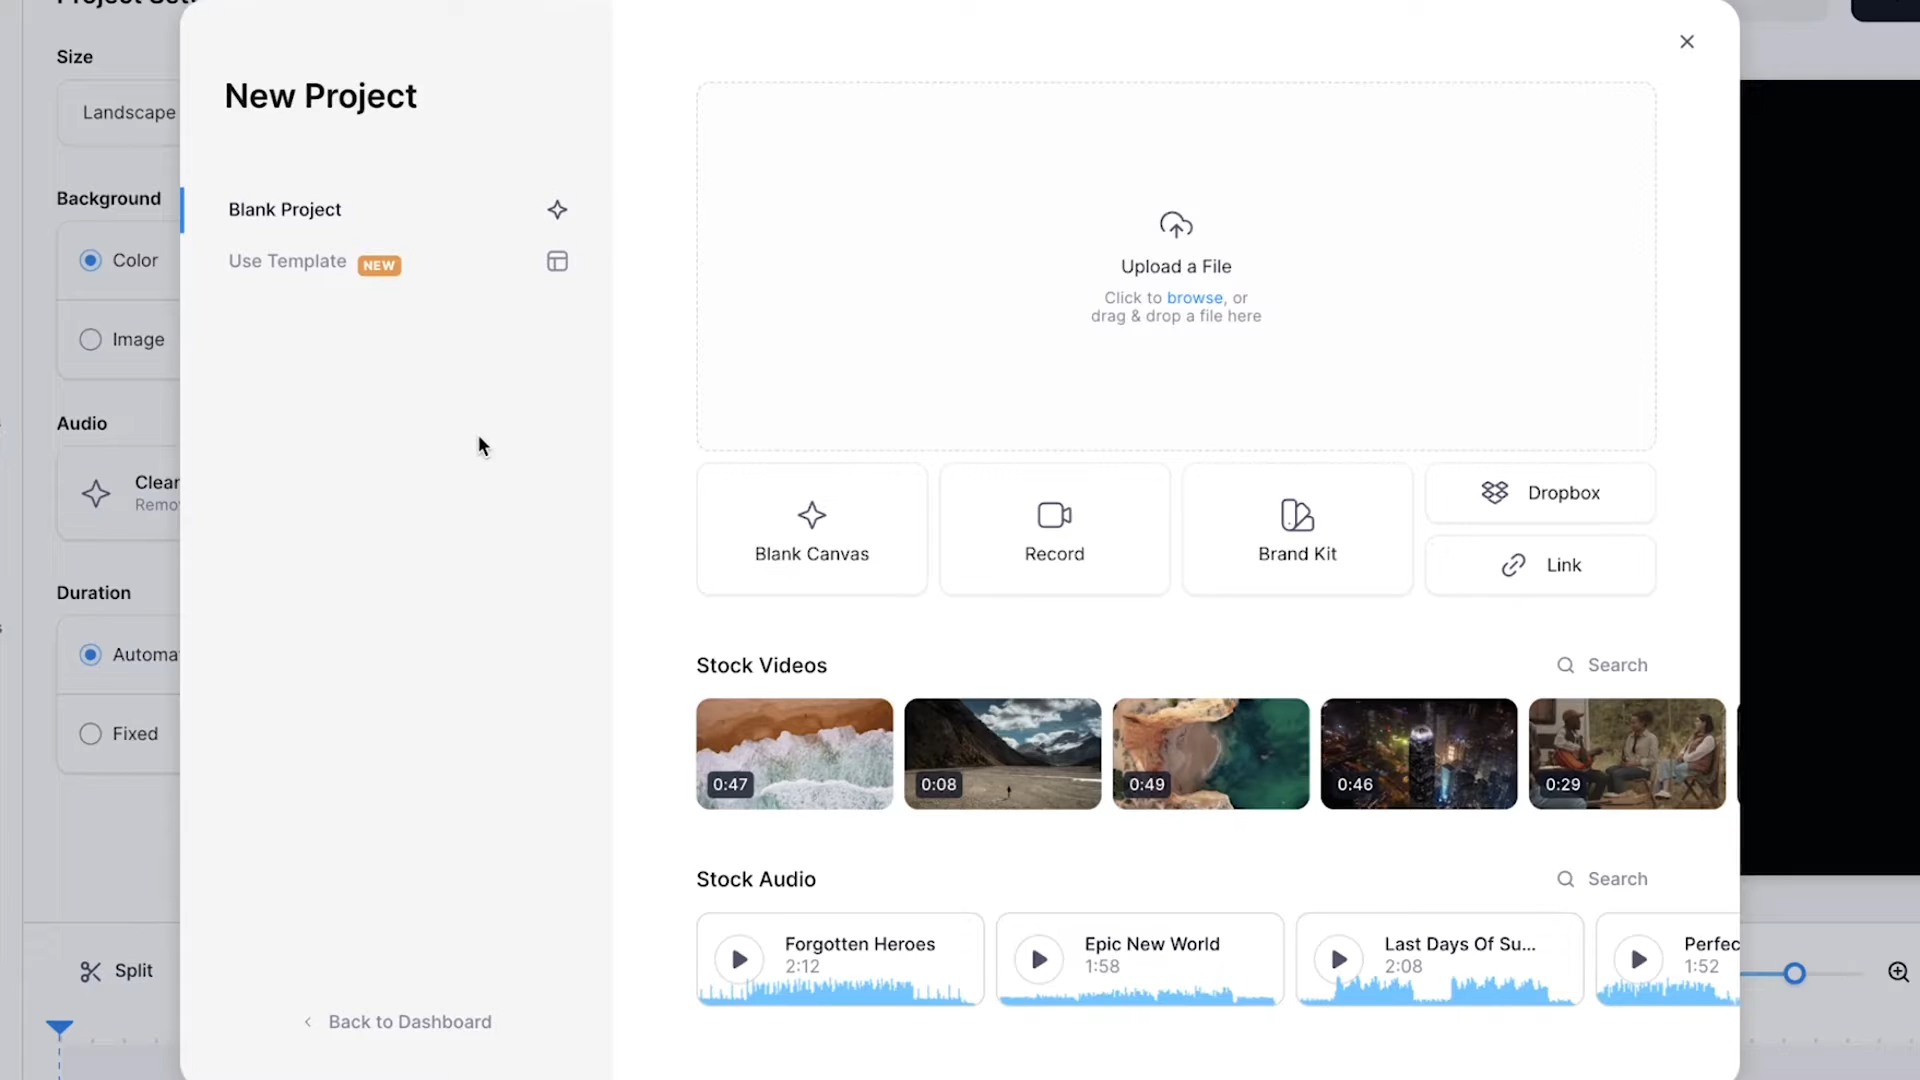 Size
Landscape
Background
Color
Image
Audio
Clear
Remo
Duration
Automa
Fixed
Split
New Project
Blank Project
Use Template NEW
Back to Dashboard
Upload a File
Click to browse, or
drag & drop a file here
Blank Canvas
Record
Brand Kit
Dropbox
Link
Stock Videos
Search
0:47
0:08
0:49
0:46
0:29
Stock Audio
Search
Forgotten Heroes
2:12
Epic New World
1:58
Last Days Of Su...
2:08
Perfec
1:52